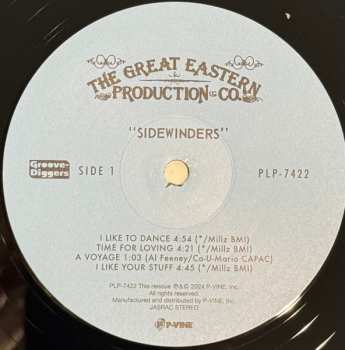 THE GREAT EASTERN
PRODUCTION CO.
"SIDEWINDERS"
Groove-Diggers
SIDE 1
PLP-7422
I LIKE TO DANCE 4:54 (*/Millz BMI)
TIME FOR LOVING 4:21 (*/Millz BMI)
A VOYAGE 1:03 (Al Feeney/Co-U-Mario CAPAC)
I LIKE YOUR STUFF 4:45 (*/Millz BMI)
PLP-7422 This rescue ℗&© 2024 P-VINE, Inc.
All rights reserved.
Manufactured and distributed by P-VINE, Inc.
JASRAC STEREO
P-VINE